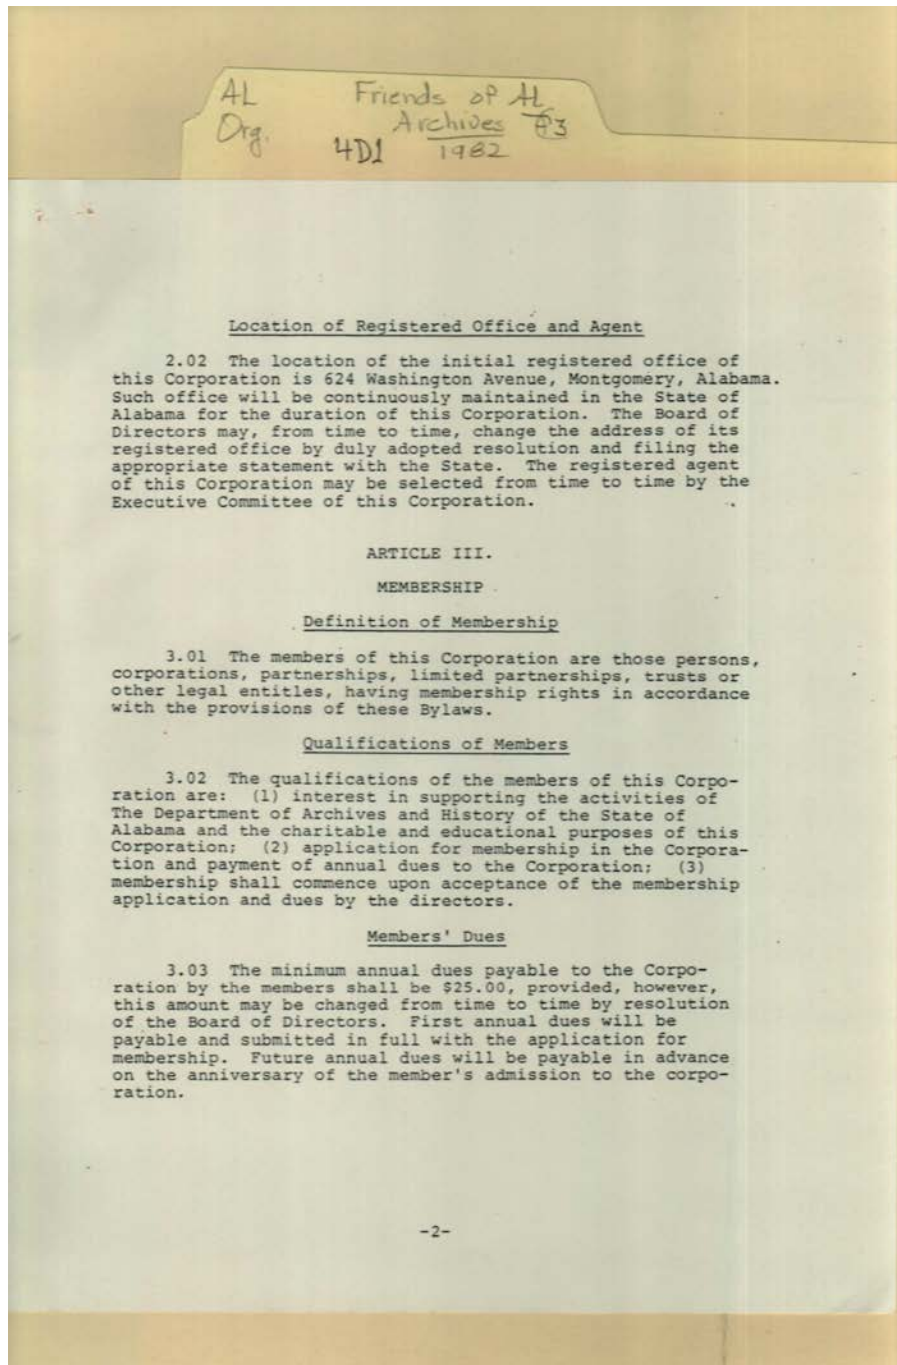 AL Friends of AL
Org. Archives #3
4D1 1982
Location of Registered Office and Agent
2.02 The location of the initial registered office of
this Corporation is 624 Washington Avenue, Montgomery, Alabama.
Such office will be continuously maintained in the State of
Alabama for the duration of this Corporation. The Board of
Directors may, from time to time, change the address of its
registered office by duly adopted resolution and filing the
appropriate statement with the State. The registered agent
of this Corporation may be selected from time to time by the
Executive Committee of this Corporation.
ARTICLE III.
MEMBERSHIP
Definition of Membership
3.01 The members of this Corporation are those persons,
corporations, partnerships, limited partnerships, trusts or
other legal entities, having membership rights in accordance
with the provisions of these Bylaws.
Qualifications of Members
3.02 The qualifications of the members of this Corpo-
ration are: (1) interest in supporting the activities of
The Department of Archives and History of the State of
Alabama and the charitable and educational purposes of this
Corporation; (2) application for membership in the Corpora-
tion and payment of annual dues to the Corporation; (3)
membership shall commence upon acceptance of the membership
application and dues by the directors.
Members' Dues
3.03 The minimum annual dues payable to the Corpo-
ration by the members shall be $25.00, provided, however,
this amount may be changed from time to time by resolution
of the Board of Directors. First annual dues will be
payable and submitted in full with the application for
membership. Future annual dues will be payable in advance
on the anniversary of the member's admission to the corpo-
ration.
-2-